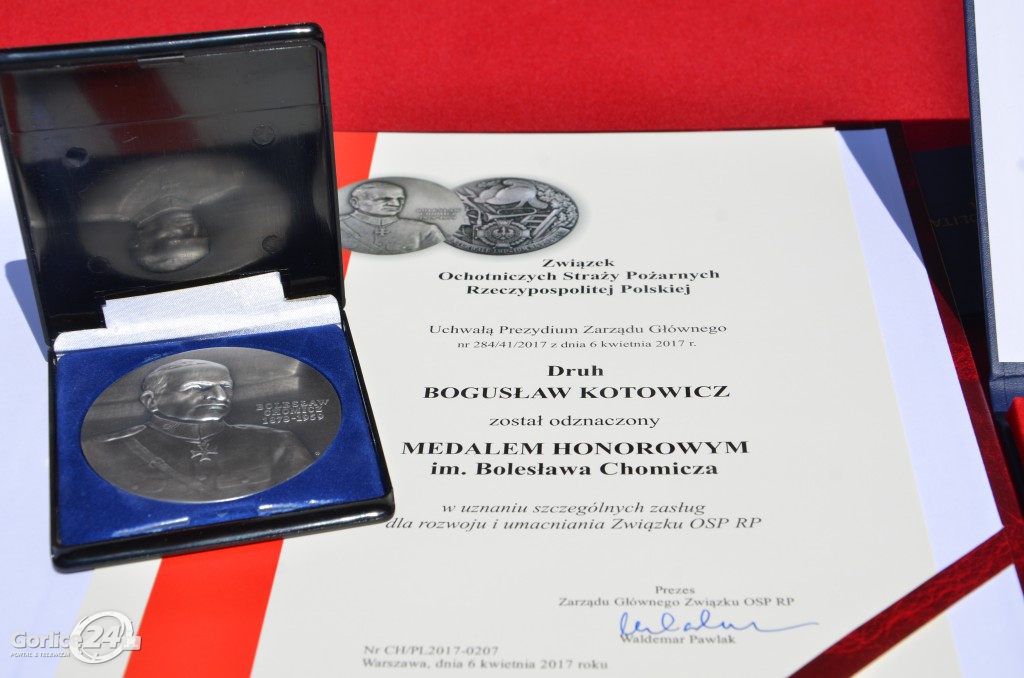 Związek
Ochotniczych Straży Pożarnych
Rzeczypospolitej Polskiej
Uchwałą Prezydium Zarządu Głównego
nr 284/41/2017 z dnia 6 kwietnia 2017 r.
Druh
BOGUSŁAW KOTOWICZ
został odznaczony
MEDALEM HONOROWYM
im. Bolesława Chomicza
w uznaniu szczególnych zasług
dla rozwoju i umacniania Związku OSP RP
Prezes
Zarządu Głównego Związku OSP RP
Waldemar Pawlak
Nr CH/PL2017-0207
Warszawa, dnia 6 kwietnia 2017 roku
BOLESŁAW
CHOMICZ
1878-1959
Gorlice24.pl
PORTAL & TELEWIZJA